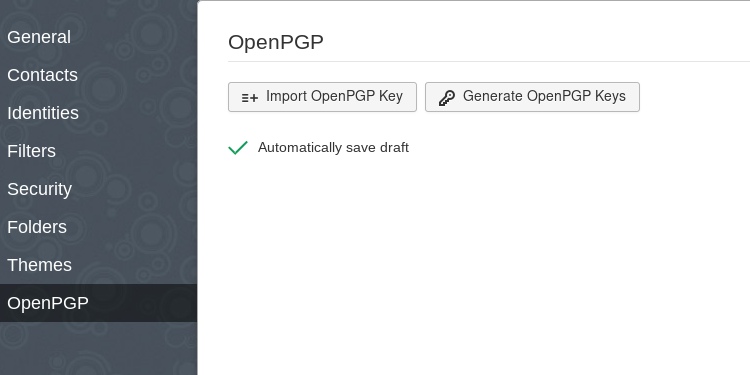 General
Contacts
Identities
Filters
Security
Folders
Themes
OpenPGP
OpenPGP
Import OpenPGP Key
Generate OpenPGP Keys
Automatically save draft